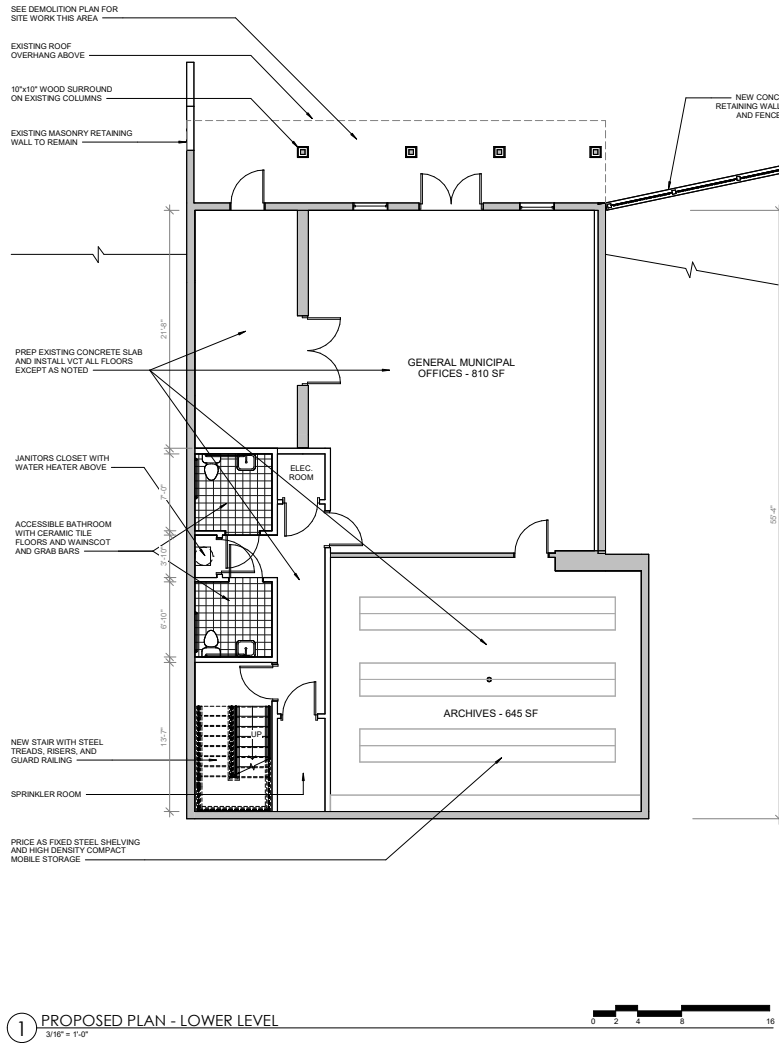 SEE DEMOLITION PLAN FOR
SITE WORK THIS AREA
EXISTING ROOF
OVERHANG ABOVE
10"x10" WOOD SURROUND
ON EXISTING COLUMNS
EXISTING MASONRY RETAINING
WALL TO REMAIN
NEW CONC
RETAINING WALL
AND FENCE
21'-8"
PREP EXISTING CONCRETE SLAB
AND INSTALL VCT ALL FLOORS
EXCEPT AS NOTED
GENERAL MUNICIPAL
OFFICES - 810 SF
JANITORS CLOSET WITH
WATER HEATER ABOVE
ELEC.
ROOM
7'-0"
55'-4"
ACCESSIBLE BATHROOM
WITH CERAMIC TILE
FLOORS AND WAINSCOT
AND GRAB BARS
3'-10"
6'-10"
ARCHIVES - 645 SF
13'-7"
UP
NEW STAIR WITH STEEL
TREADS, RISERS, AND
GUARD RAILING
SPRINKLER ROOM
PRICE AS FIXED STEEL SHELVING
AND HIGH DENSITY COMPACT
MOBILE STORAGE
1 PROPOSED PLAN - LOWER LEVEL
3/16" = 1'-0"
0 2 4 8 16